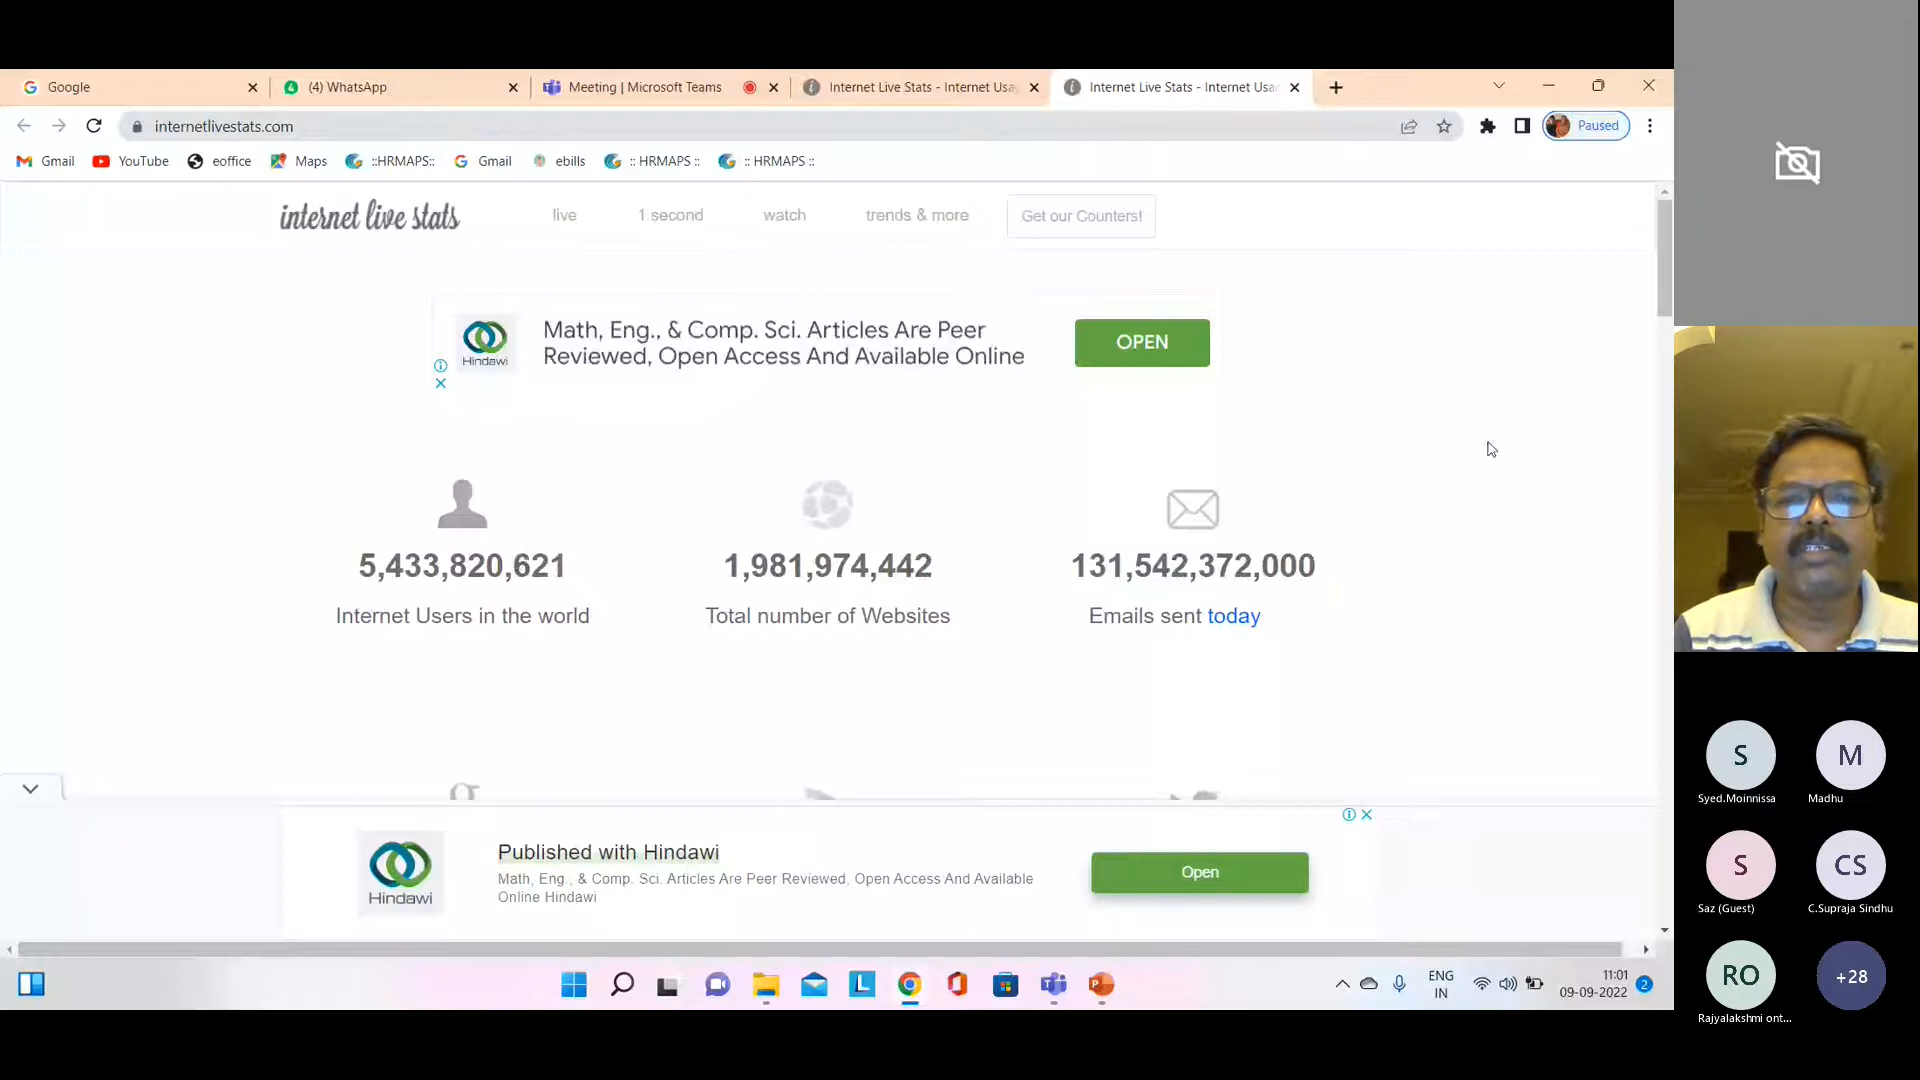 Google
(4) WhatsApp
Meeting | Microsoft Teams
Internet Live Stats - Internet Usa
Internet Live Stats - Internet Usa
internetlivestats.com
Paused
Gmail
YouTube
eoffice
Maps
::HRMAPS::
Gmail
ebills
:: HRMAPS ::
:: HRMAPS ::
internet live stats
live
1 second
watch
trends & more
Get our Counters!
Hindawi
Math, Eng., & Comp. Sci. Articles Are Peer
Reviewed, Open Access And Available Online
OPEN
5,433,820,621
1,981,974,442
131,542,372,000
Internet Users in the world
Total number of Websites
Emails sent today
Hindawi
Published with Hindawi
Math, Eng., & Comp. Sci. Articles Are Peer Reviewed, Open Access And Available
Online Hindawi
Open
ENG
IN
11:01
09-09-2022
2
S
Syed.Moinnissa
M
Madhu
S
Saz (Guest)
CS
C.Supraja Sindhu
RO
Rajyalakshmi ont...
+28